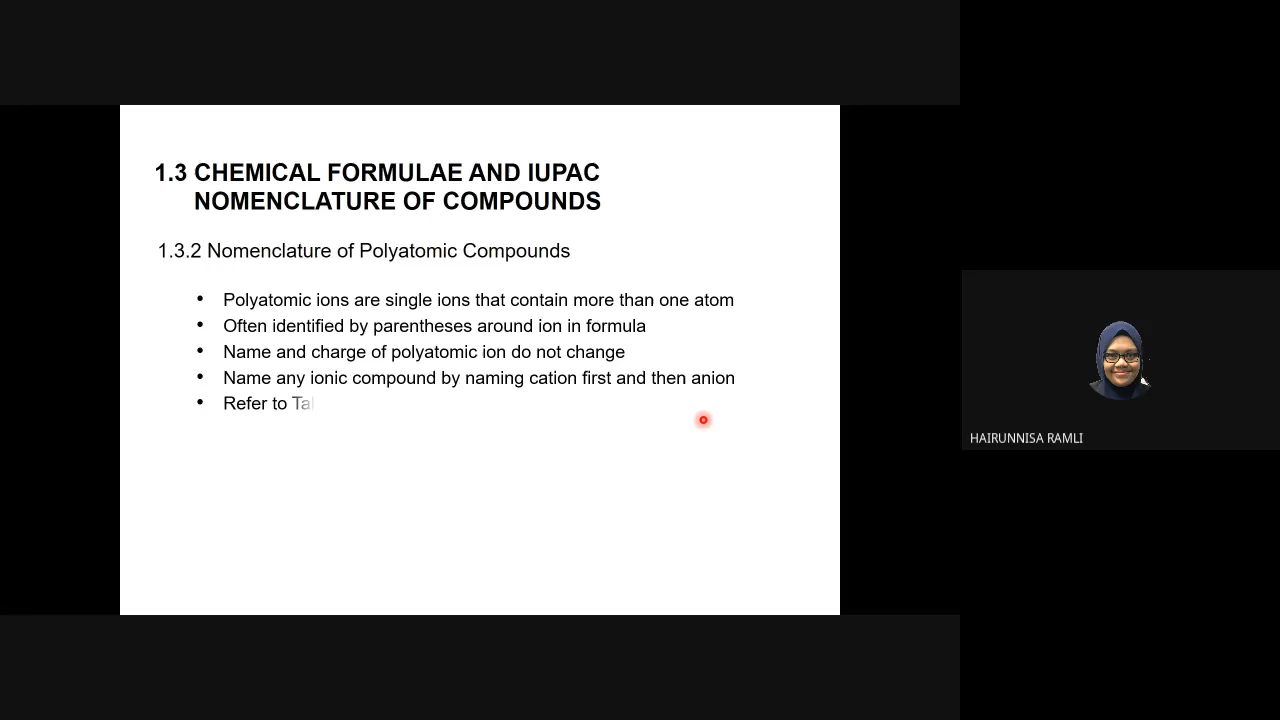 1.3 CHEMICAL FORMULAE AND IUPAC
NOMENCLATURE OF COMPOUNDS
1.3.2 Nomenclature of Polyatomic Compounds
• Polyatomic ions are single ions that contain more than one atom
• Often identified by parentheses around ion in formula
• Name and charge of polyatomic ion do not change
• Name any ionic compound by naming cation first and then anion
• Refer to
HAIRUNNISA RAMLI